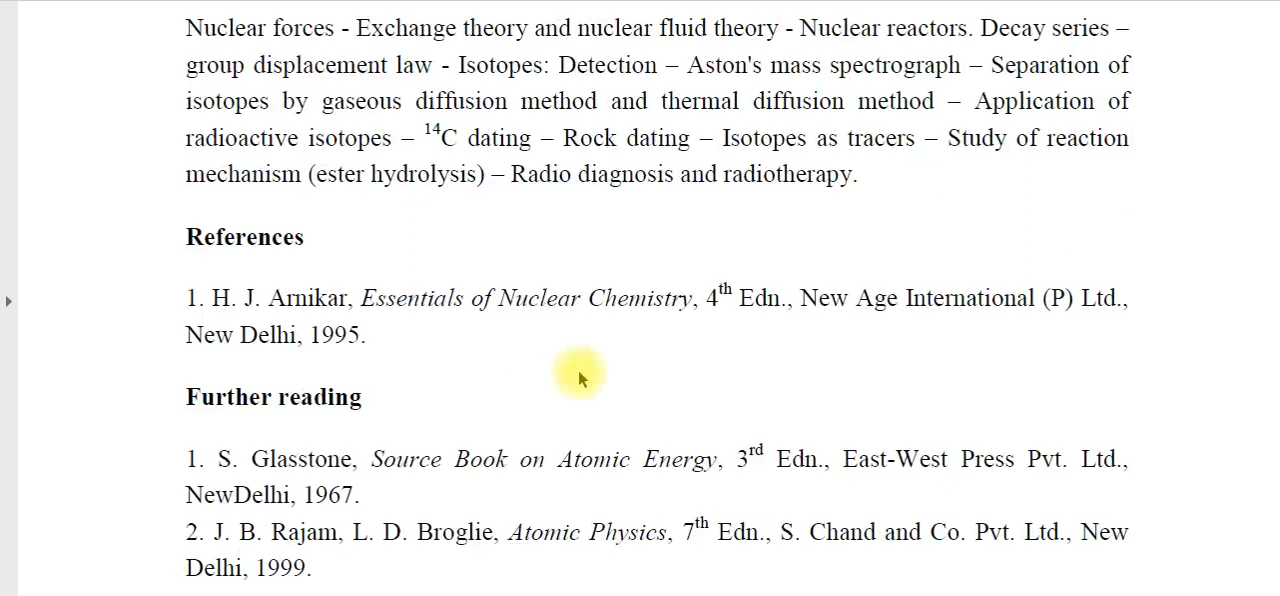 Nuclear forces - Exchange theory and nuclear fluid theory - Nuclear reactors. Decay series –
group displacement law - Isotopes: Detection – Aston's mass spectrograph – Separation of
isotopes by gaseous diffusion method and thermal diffusion method – Application of
radioactive isotopes – ¹⁴C dating – Rock dating – Isotopes as tracers – Study of reaction
mechanism (ester hydrolysis) – Radio diagnosis and radiotherapy.
References
1. H. J. Arnikar, Essentials of Nuclear Chemistry, 4th Edn., New Age International (P) Ltd.,
New Delhi, 1995.
Further reading
1. S. Glasstone, Source Book on Atomic Energy, 3rd Edn., East-West Press Pvt. Ltd.,
NewDelhi, 1967.
2. J. B. Rajam, L. D. Broglie, Atomic Physics, 7th Edn., S. Chand and Co. Pvt. Ltd., New
Delhi, 1999.